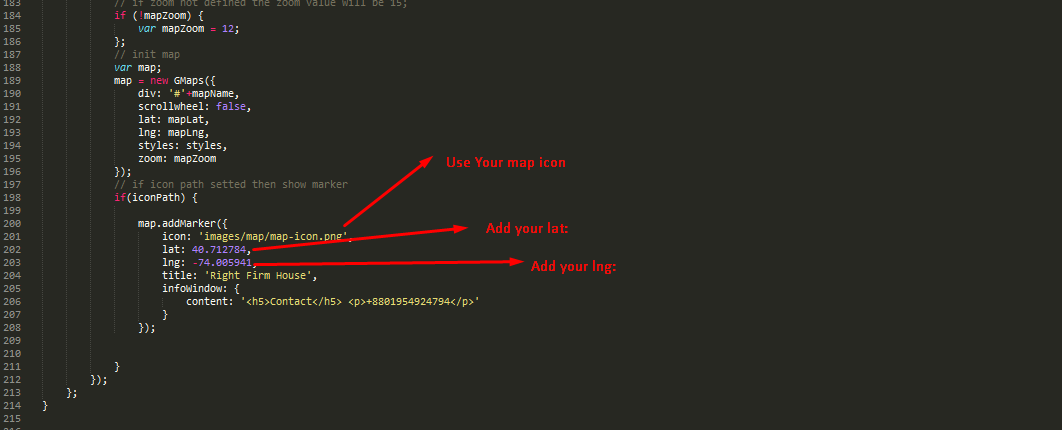 183 // if zoom not defined the zoom value will be 15;
184 if (!mapZoom) {
185 var mapZoom = 12;
186 };
187 // init map
188 var map;
189 map = new GMaps({
190 div: '#'+mapName,
191 scrollwheel: false,
192 lat: mapLat,
193 lng: mapLng,
194 styles: styles,
195 zoom: mapZoom
Use Your map icon
196 });
197 // if icon path setted then show marker
198 if(iconPath) {
199
200 map.addMarker({
Add your lat:
201 icon: 'images/map/map-icon.png',
202 lat: 40.712784,
203 lng: -74.005941,
Add your lng:
204 title: 'Right Firm House',
205 infoWindow: {
206 content: '<h5>Contact</h5> <p>+8801954924794</p>'
207 }
208 });
209
210
211 }
212 });
213 };
214 }
215